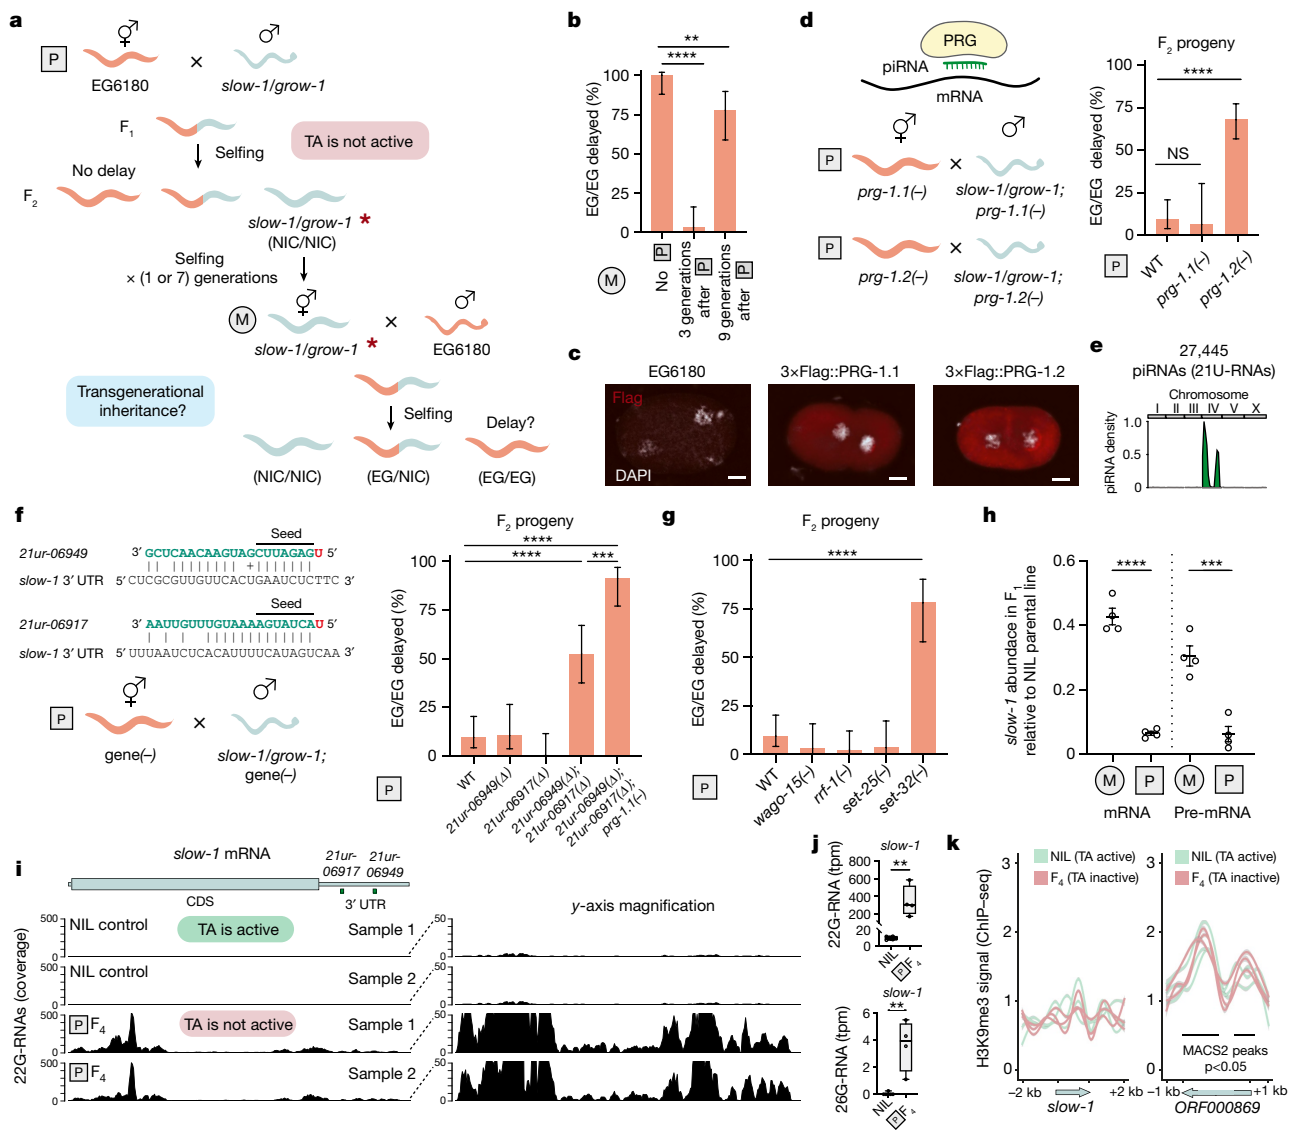 a
P
EG6180
×
slow-1/grow-1
F1
Selfing
TA is not active
No delay
F2
slow-1/grow-1 *
(NIC/NIC)
Selfing
× (1 or 7) generations
M
×
slow-1/grow-1 *
EG6180
Transgenerational
inheritance?
Selfing
Delay?
(NIC/NIC)
(EG/NIC)
(EG/EG)
b
**
****
EG/EG delayed (%)
100
75
50
25
0
M
No P
3 generations
after P
9 generations
after P
c
EG6180
3×Flag::PRG-1.1
3×Flag::PRG-1.2
Flag
DAPI
d
PRG
piRNA
mRNA
P
×
prg-1.1(–)
slow-1/grow-1;
prg-1.1(–)
P
×
prg-1.2(–)
slow-1/grow-1;
prg-1.2(–)
F2 progeny
****
NS
EG/EG delayed (%)
100
75
50
25
0
P
WT
prg-1.1(–)
prg-1.2(–)
e
27,445
piRNAs (21U-RNAs)
Chromosome
I II III IV V X
piRNA density
1.0
0.5
0
f
Seed
21ur-06949
3′ GCUCAACAAGUAGCUUAGAGU 5′
+
slow-1 3′ UTR
5′ CUCGCGUUGUUCACUGAAUCUCUUC 3′
Seed
21ur-06917
3′ AAUUGUUUGUAAAAGUAUCAU 5′
slow-1 3′ UTR
5′ UUUAAUCUCACAUUUUCAUAGUCAA 3′
P
×
gene(–)
slow-1/grow-1;
gene(–)
F2 progeny
****
****
***
EG/EG delayed (%)
100
75
50
25
0
P
WT
21ur-06949(Δ)
21ur-06917(Δ)
21ur-06949(Δ);
21ur-06917(Δ)
21ur-06949(Δ);
21ur-06917(Δ);
prg-1.1(–)
g
F2 progeny
****
EG/EG delayed (%)
100
75
50
25
0
P
WT
wago-15(–)
rrf-1(–)
set-25(–)
set-32(–)
h
slow-1 abundace in F1
relative to NIL parental line
0.6
0.4
0.2
0
****
***
M P M P
mRNA
Pre-mRNA
i
slow-1 mRNA
21ur-
06917
21ur-
06949
CDS
3′ UTR
y-axis magnification
22G-RNAs (coverage)
500
0
NIL control
TA is active
Sample 1
50
0
500
0
NIL control
Sample 2
50
0
500
0
P F4
TA is not active
Sample 1
50
0
500
0
P F4
Sample 2
50
0
j
slow-1
**
22G-RNA (tpm)
800
600
400
200
20
0
NIL
P F4
slow-1
**
26G-RNA (tpm)
6
4
2
0
NIL
P F4
k
NIL (TA active)
F4 (TA inactive)
NIL (TA active)
F4 (TA inactive)
H3K9me3 signal (ChIP–seq)
3
2
1
0
3
2
1
0
MACS2 peaks
p<0.05
−2 kb
+2 kb
slow-1
−1 kb
+1 kb
ORF000869